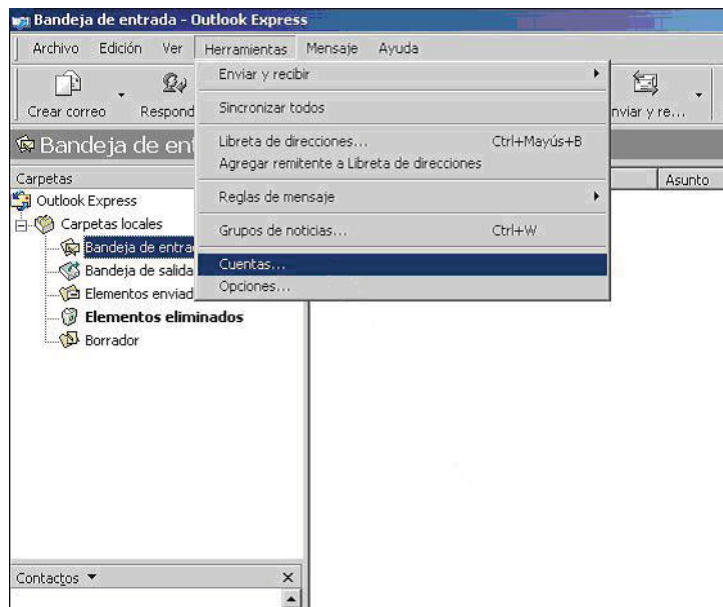 Bandeja de entrada - Outlook Express
Archivo Edición Ver Herramientas Mensaje Ayuda
Crear correo Respond nviar y re...
Enviar y recibir
Sincronizar todos
Libreta de direcciones... Ctrl+Mayús+B
Agregar remitente a Libreta de direcciones
Reglas de mensaje
Grupos de noticias... Ctrl+W
Cuentas...
Opciones...
Bandeja de en
Carpetas
Asunto
Outlook Express
Carpetas locales
Bandeja de entra
Bandeja de salida
Elementos enviad
Elementos eliminados
Borrador
Contactos